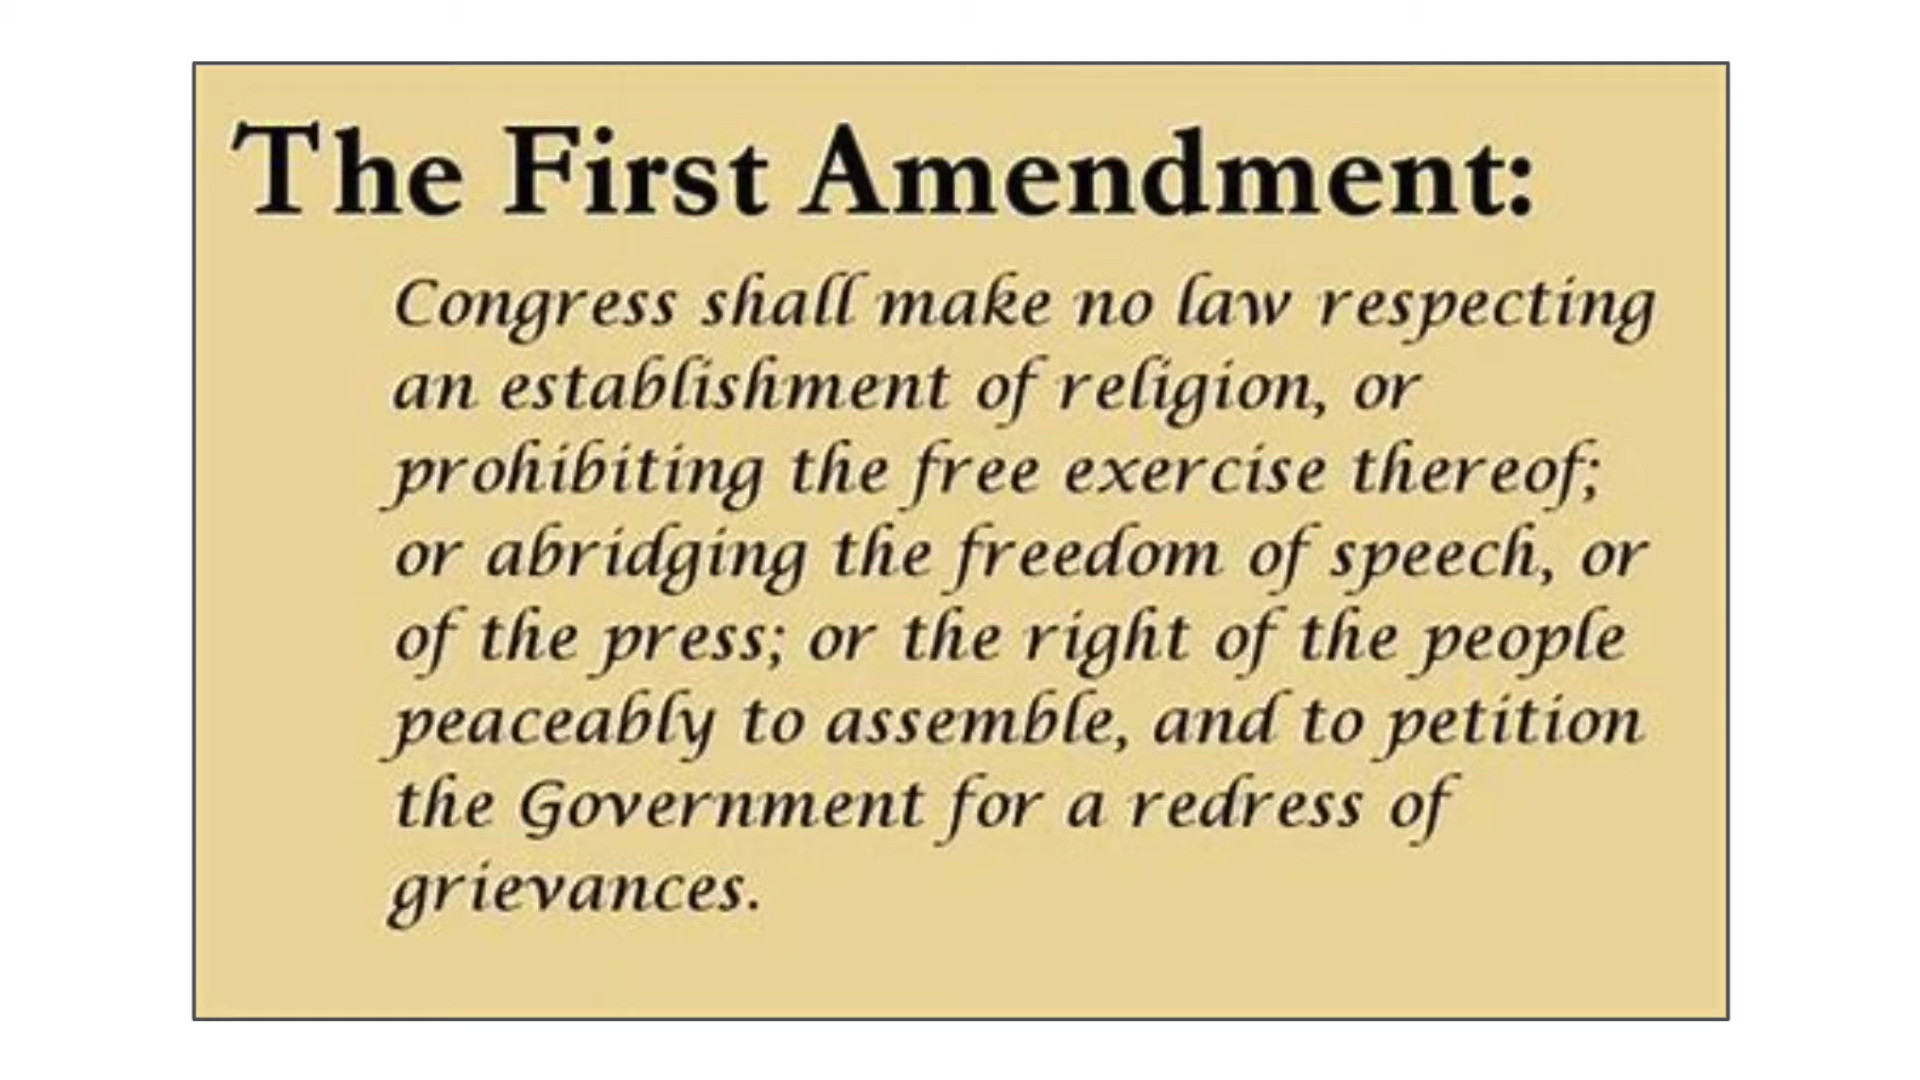 The First Amendment:
Congress shall make no law respecting
an establishment of religion, or
prohibiting the free exercise thereof;
or abridging the freedom of speech, or
of the press; or the right of the people
peaceably to assemble, and to petition
the Government for a redress of
grievances.